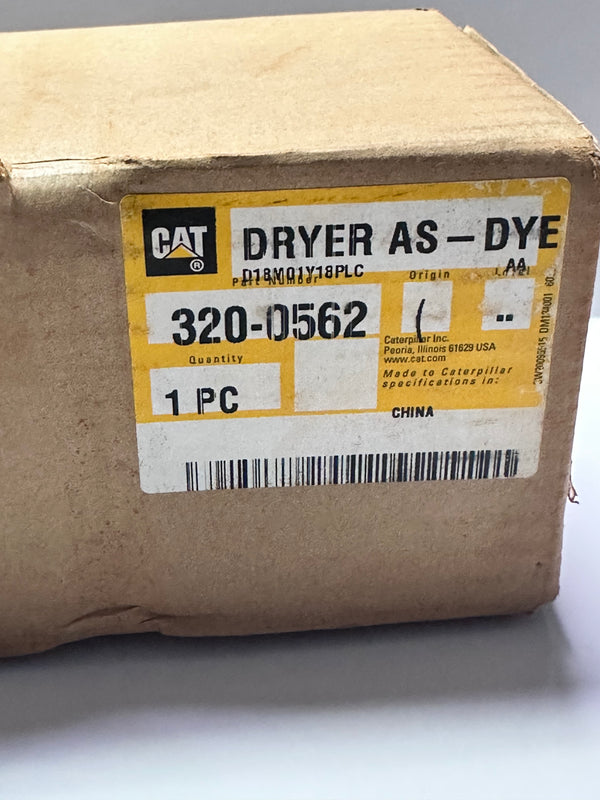 CAT®
DRYER AS-DYE
D18M01Y18PLC
AA
Part Number
Origin
320-0562
(
--
Quantity
1 PC
Caterpillar Inc.
Peoria, Illinois 61629 USA
www.cat.com
Made to Caterpillar
specifications in:
CHINA